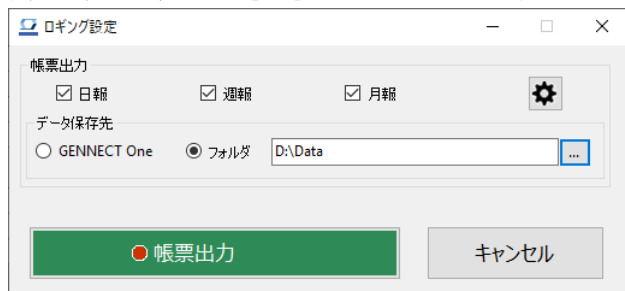 ロギング設定
帳票出力
日報 週報 月報
データ保存先
GENNECT One フォルダ D:\Data ...
帳票出力 キャンセル